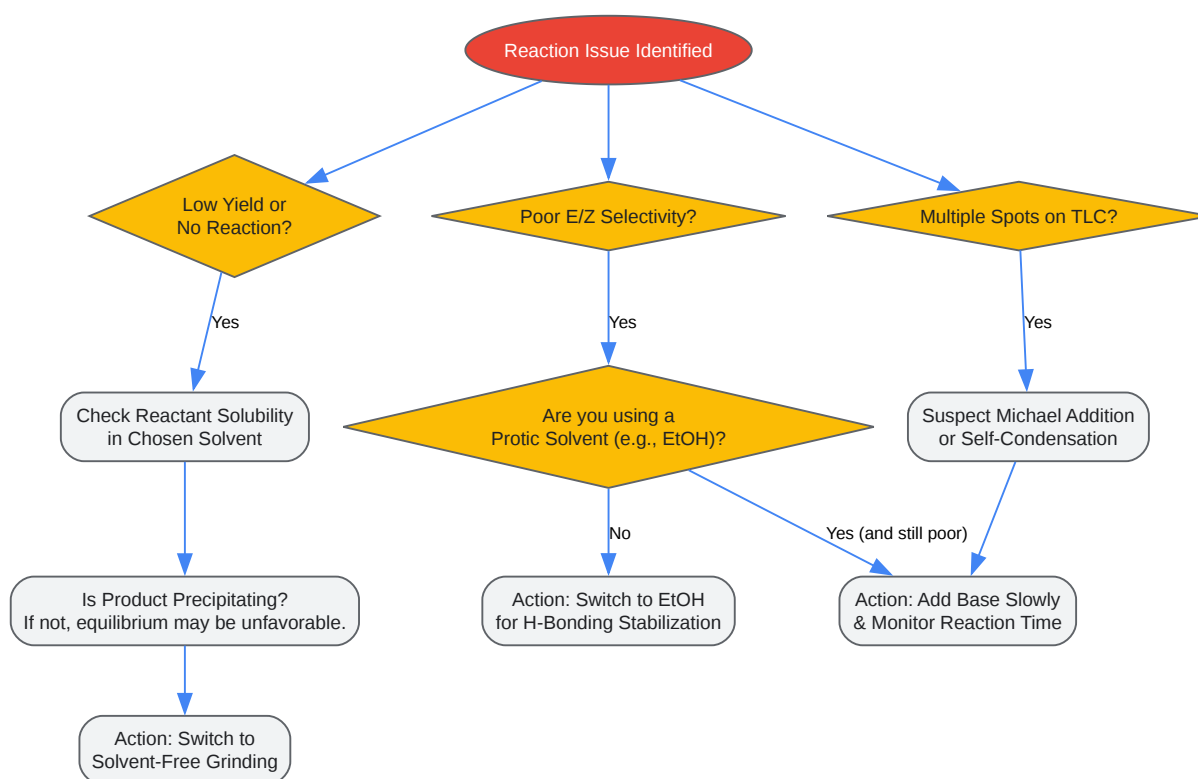 Reaction Issue Identified
Low Yield or
No Reaction?
Poor E/Z Selectivity?
Multiple Spots on TLC?
Yes
Yes
Yes
Check Reactant Solubility
in Chosen Solvent
Are you using a
Protic Solvent (e.g., EtOH)?
Suspect Michael Addition
or Self-Condensation
No
Yes (and still poor)
Is Product Precipitating?
If not, equilibrium may be unfavorable.
Action: Switch to EtOH
for H-Bonding Stabilization
Action: Add Base Slowly
& Monitor Reaction Time
Action: Switch to
Solvent-Free Grinding